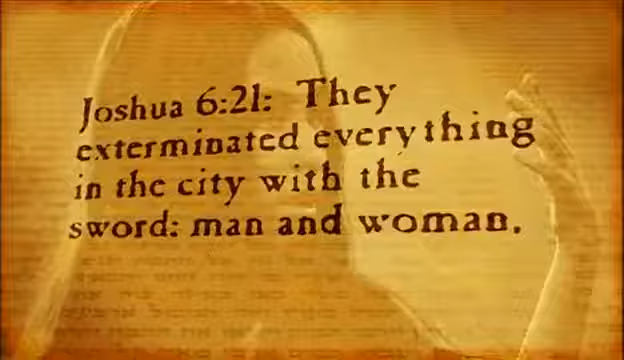 Joshua 6:21: They
exterminated everything
in the city with the
sword: man and woman.